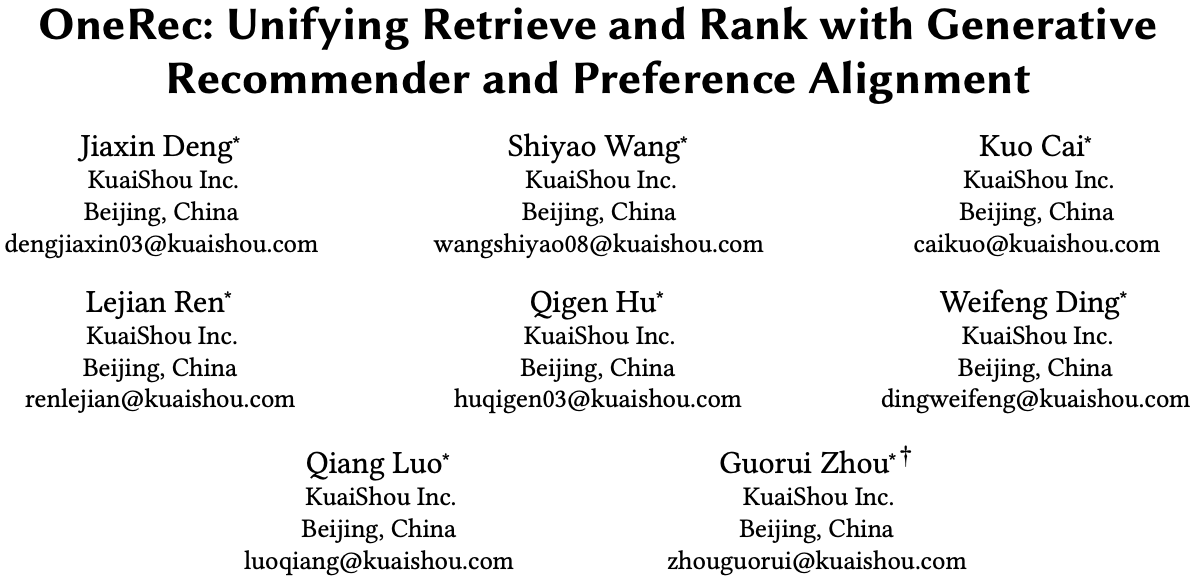 OneRec: Unifying Retrieve and Rank with Generative
Recommender and Preference Alignment
Jiaxin Deng*
KuaiShou Inc.
Beijing, China
dengjiaxin03@kuaishou.com
Shiyao Wang*
KuaiShou Inc.
Beijing, China
wangshiyao08@kuaishou.com
Kuo Cai*
KuaiShou Inc.
Beijing, China
caikuo@kuaishou.com
Lejian Ren*
KuaiShou Inc.
Beijing, China
renlejian@kuaishou.com
Qigen Hu*
KuaiShou Inc.
Beijing, China
huqigen03@kuaishou.com
Weifeng Ding*
KuaiShou Inc.
Beijing, China
dingweifeng@kuaishou.com
Qiang Luo*
KuaiShou Inc.
Beijing, China
luoqiang@kuaishou.com
Guorui Zhou*†
KuaiShou Inc.
Beijing, China
zhouguorui@kuaishou.com